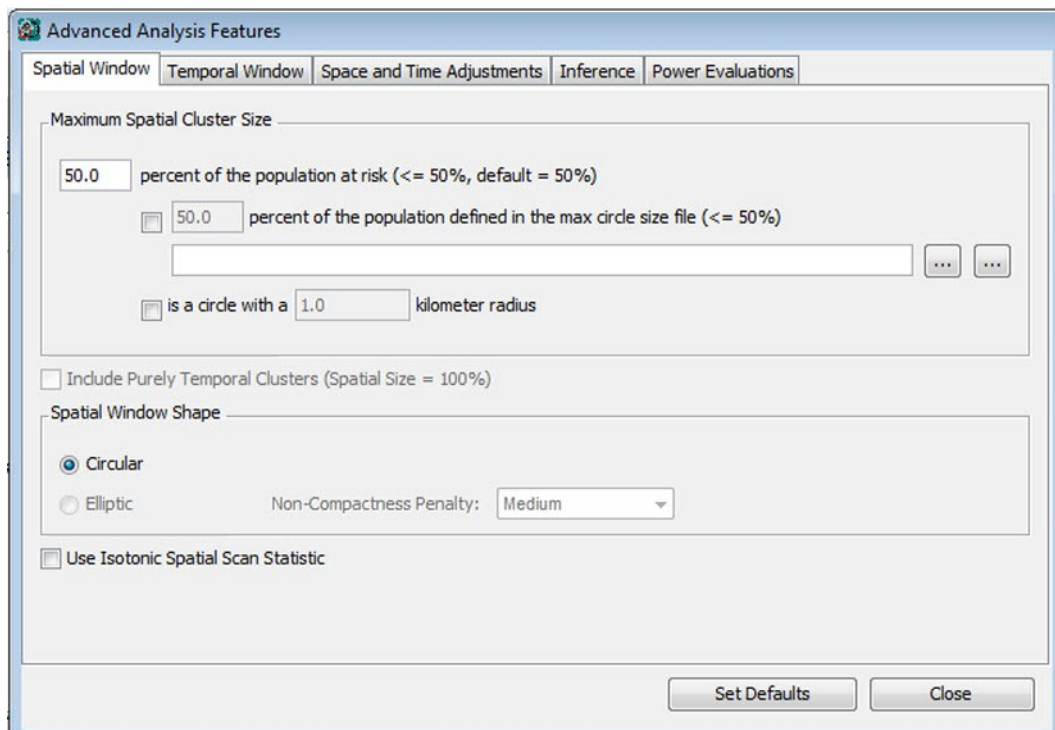 Advanced Analysis Features
Spatial Window Temporal Window Space and Time Adjustments Inference Power Evaluations
Maximum Spatial Cluster Size
50.0 percent of the population at risk (<= 50%, default = 50%)
50.0 percent of the population defined in the max circle size file (<= 50%)
... ...
is a circle with a 1.0 kilometer radius
Include Purely Temporal Clusters (Spatial Size = 100%)
Spatial Window Shape
Circular
Elliptic Non-Compactness Penalty: Medium
Use Isotonic Spatial Scan Statistic
Set Defaults Close